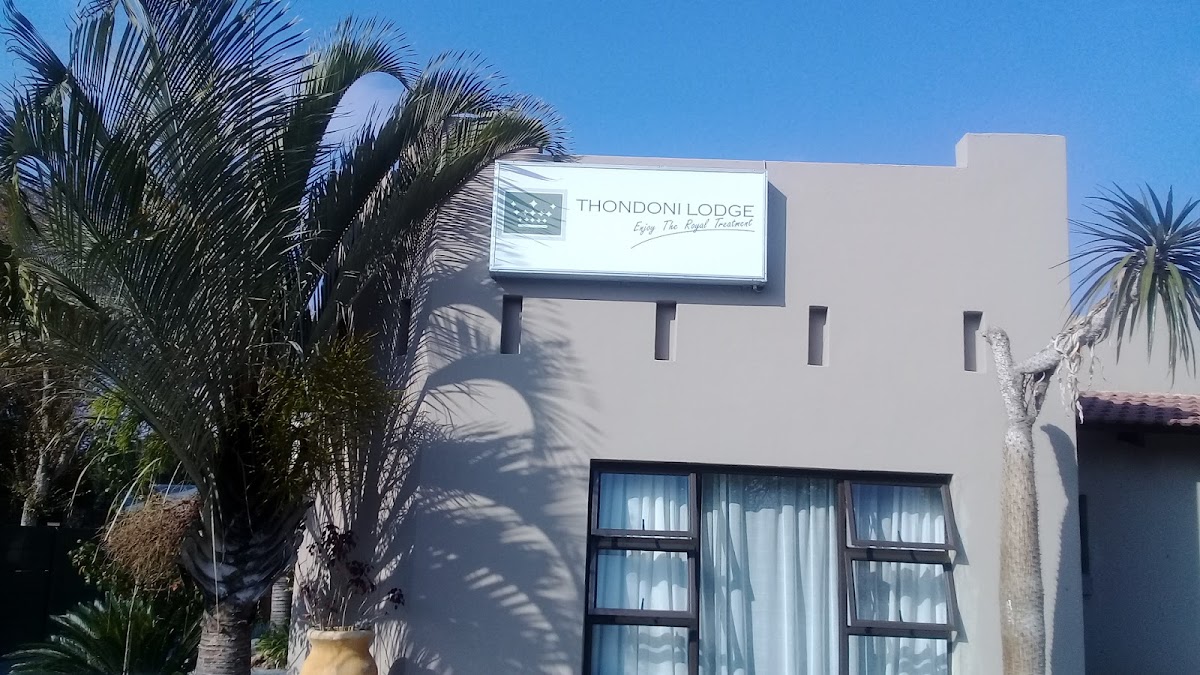 THONDONI LODGE
Enjoy The Royal Treatment